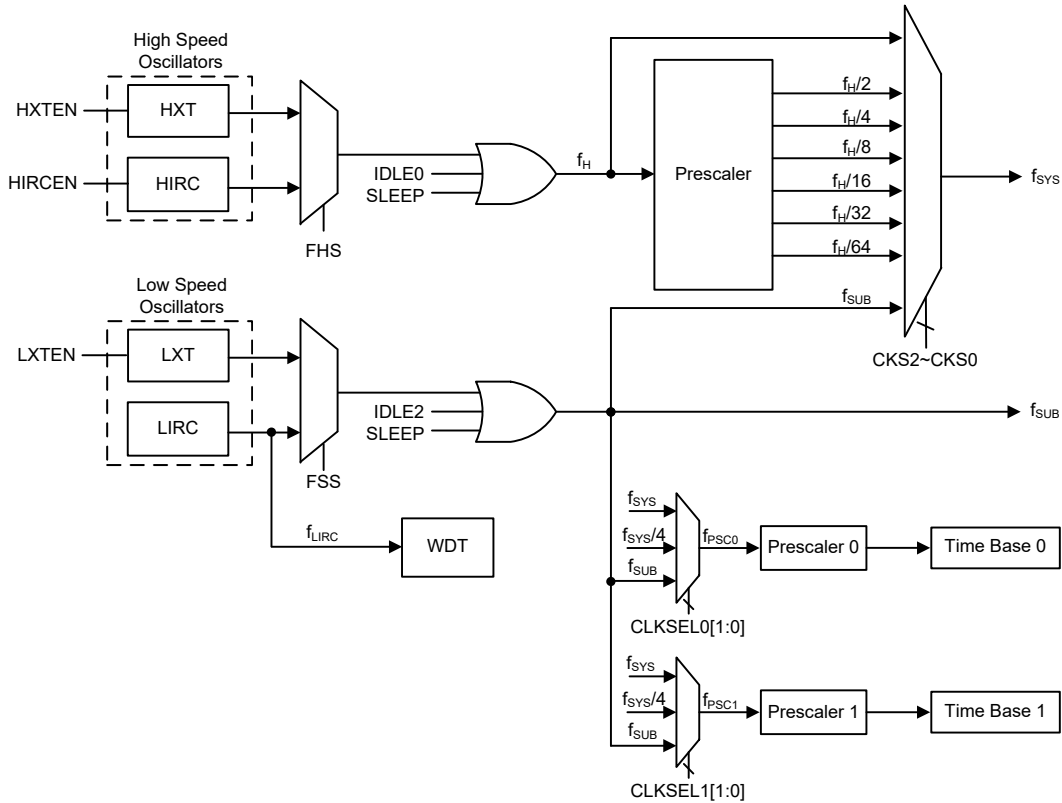 High Speed
Oscillators
HXTEN
HXT
HIRCEN
HIRC
FHS
IDLE0
SLEEP
fH
Prescaler
fH/2
fH/4
fH/8
fH/16
fH/32
fH/64
fSUB
CKS2~CKS0
fSYS
Low Speed
Oscillators
LXTEN
LXT
LIRC
FSS
IDLE2
SLEEP
fSUB
fLIRC
WDT
fSYS
fSYS/4
fSUB
CLKSEL0[1:0]
fPSC0
Prescaler 0
Time Base 0
fSYS
fSYS/4
fSUB
CLKSEL1[1:0]
fPSC1
Prescaler 1
Time Base 1